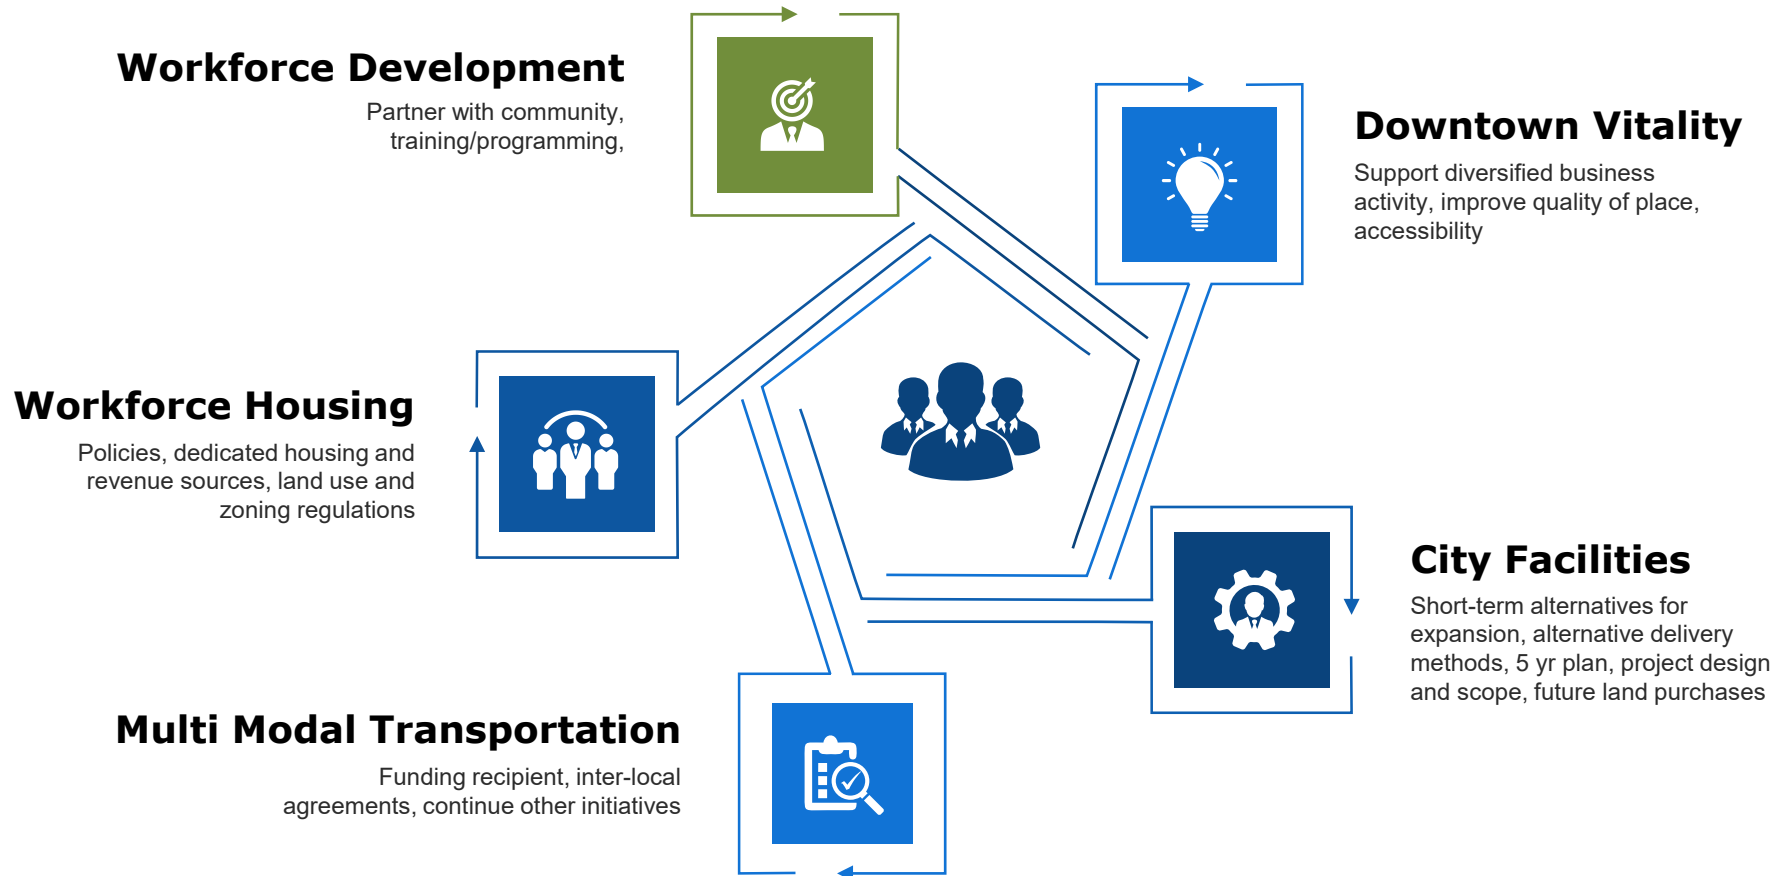 Workforce Development
Partner with community,
training/programming,
Downtown Vitality
Support diversified business
activity, improve quality of place,
accessibility
Workforce Housing
Policies, dedicated housing and
revenue sources, land use and
zoning regulations
City Facilities
Short-term alternatives for
expansion, alternative delivery
methods, 5 yr plan, project design
and scope, future land purchases
Multi Modal Transportation
Funding recipient, inter-local
agreements, continue other initiatives